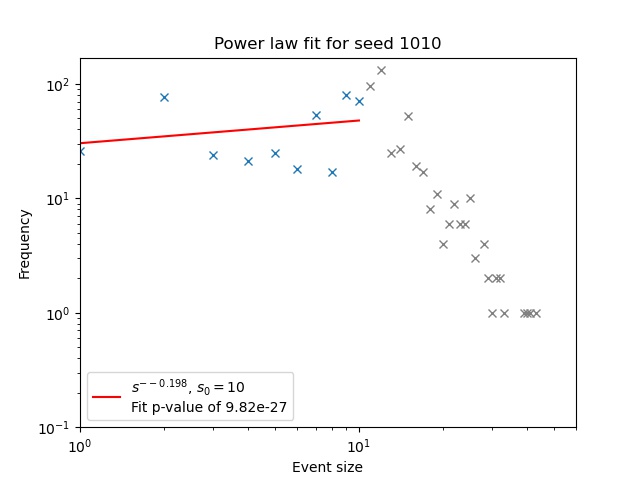 Power law fit for seed 1010
Frequency
10²
10¹
10⁰
10⁻¹
s^{--0.198}, s₀ = 10
Fit p-value of 9.82e-27
10⁰ 10¹
Event size